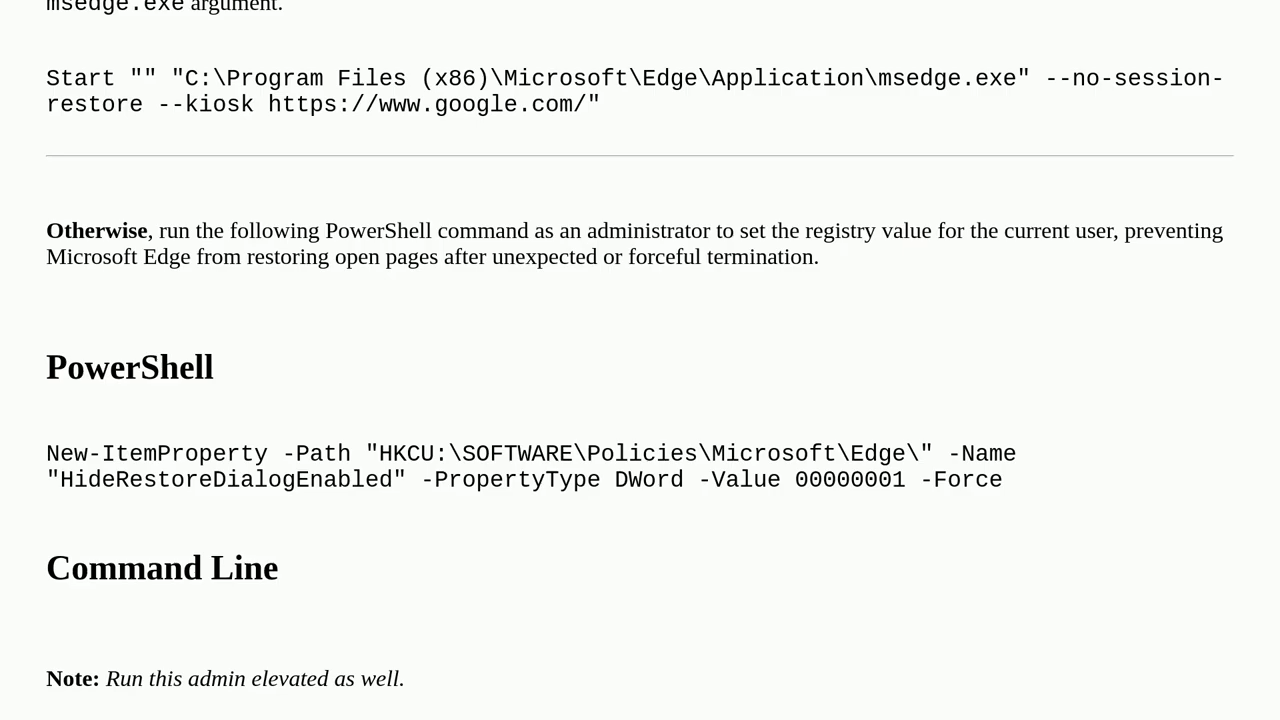 msedge.exe argument.
Start "" "C:\Program Files (x86)\Microsoft\Edge\Application\msedge.exe" --no-session-
restore --kiosk https://www.google.com/"
Otherwise, run the following PowerShell command as an administrator to set the registry value for the current user, preventing
Microsoft Edge from restoring open pages after unexpected or forceful termination.
PowerShell
New-ItemProperty -Path "HKCU:\SOFTWARE\Policies\Microsoft\Edge\" -Name
"HideRestoreDialogEnabled" -PropertyType DWord -Value 00000001 -Force
Command Line
Note: Run this admin elevated as well.